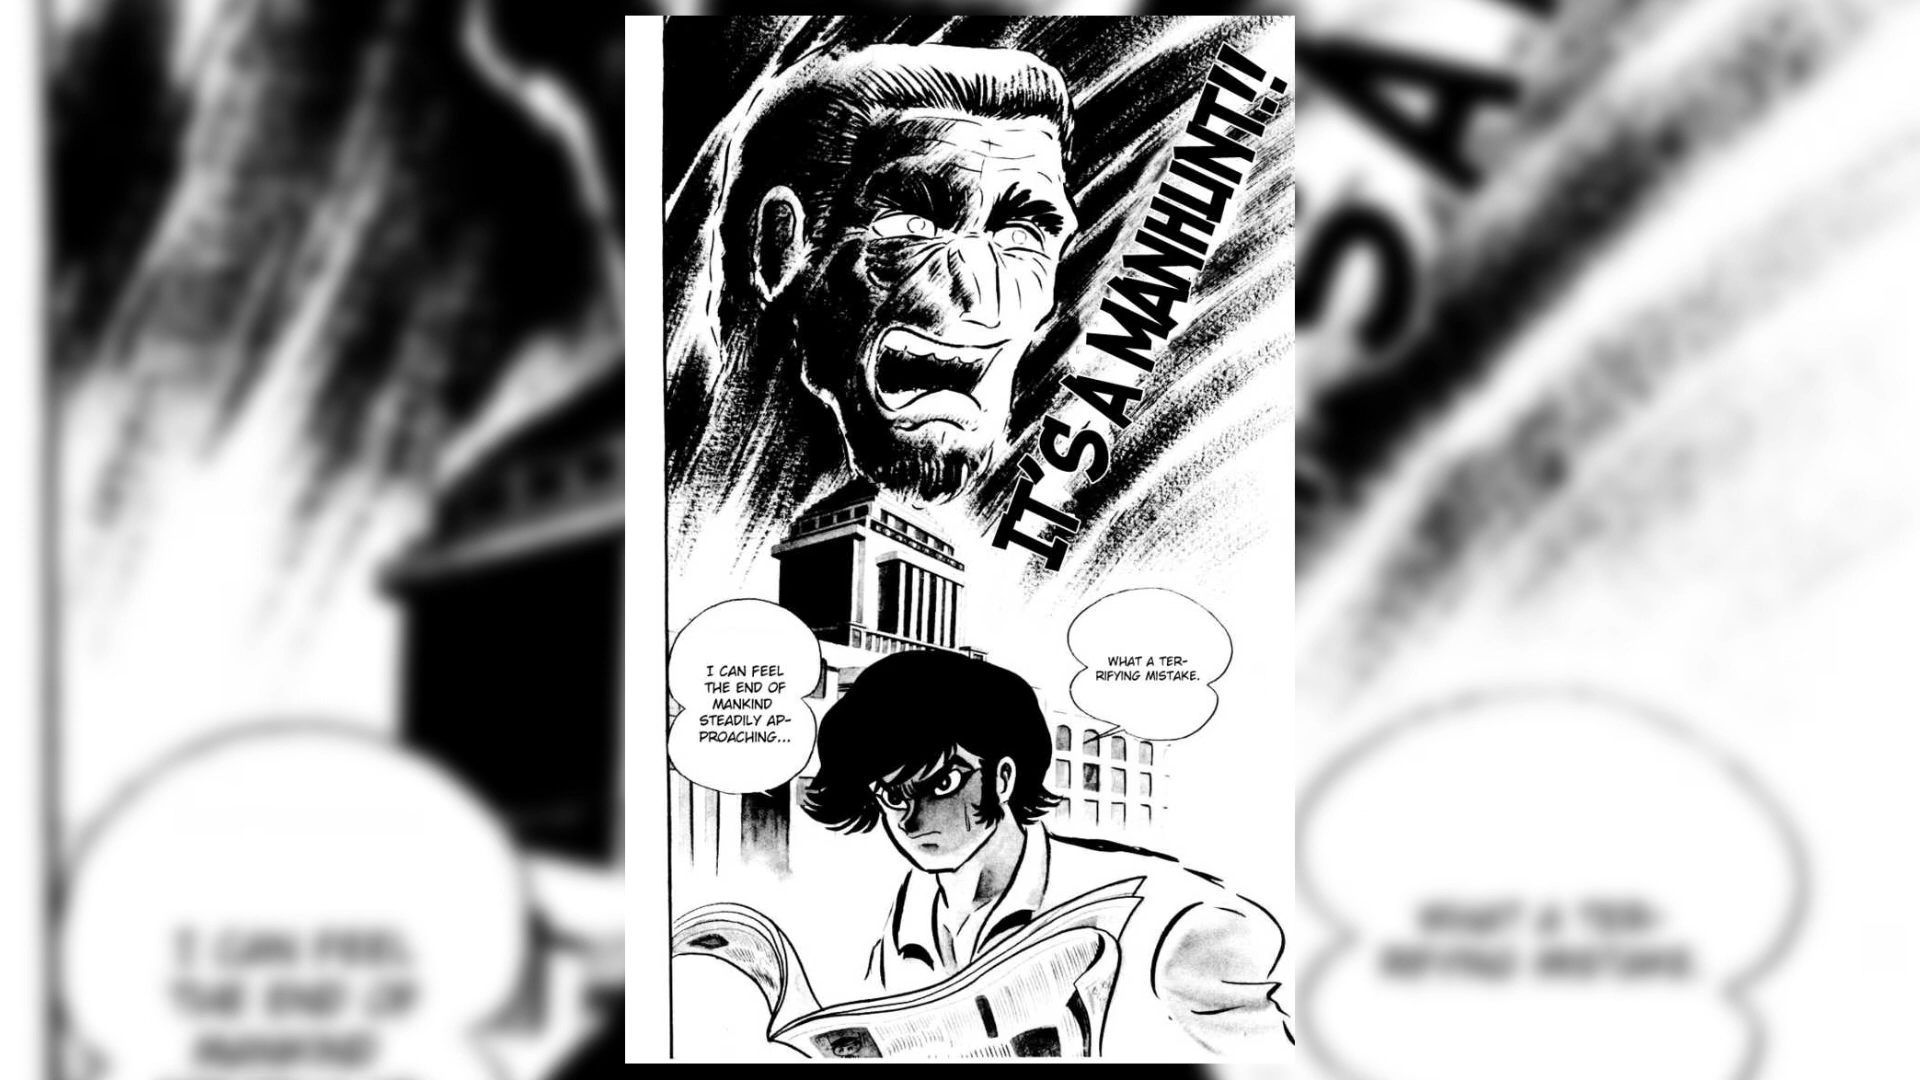 IT'S A MANHUNT!!
I CAN FEEL
THE END OF
MANKIND
STEADILY AP-
PROACHING...
WHAT A TER-
RIFYING MISTAKE.